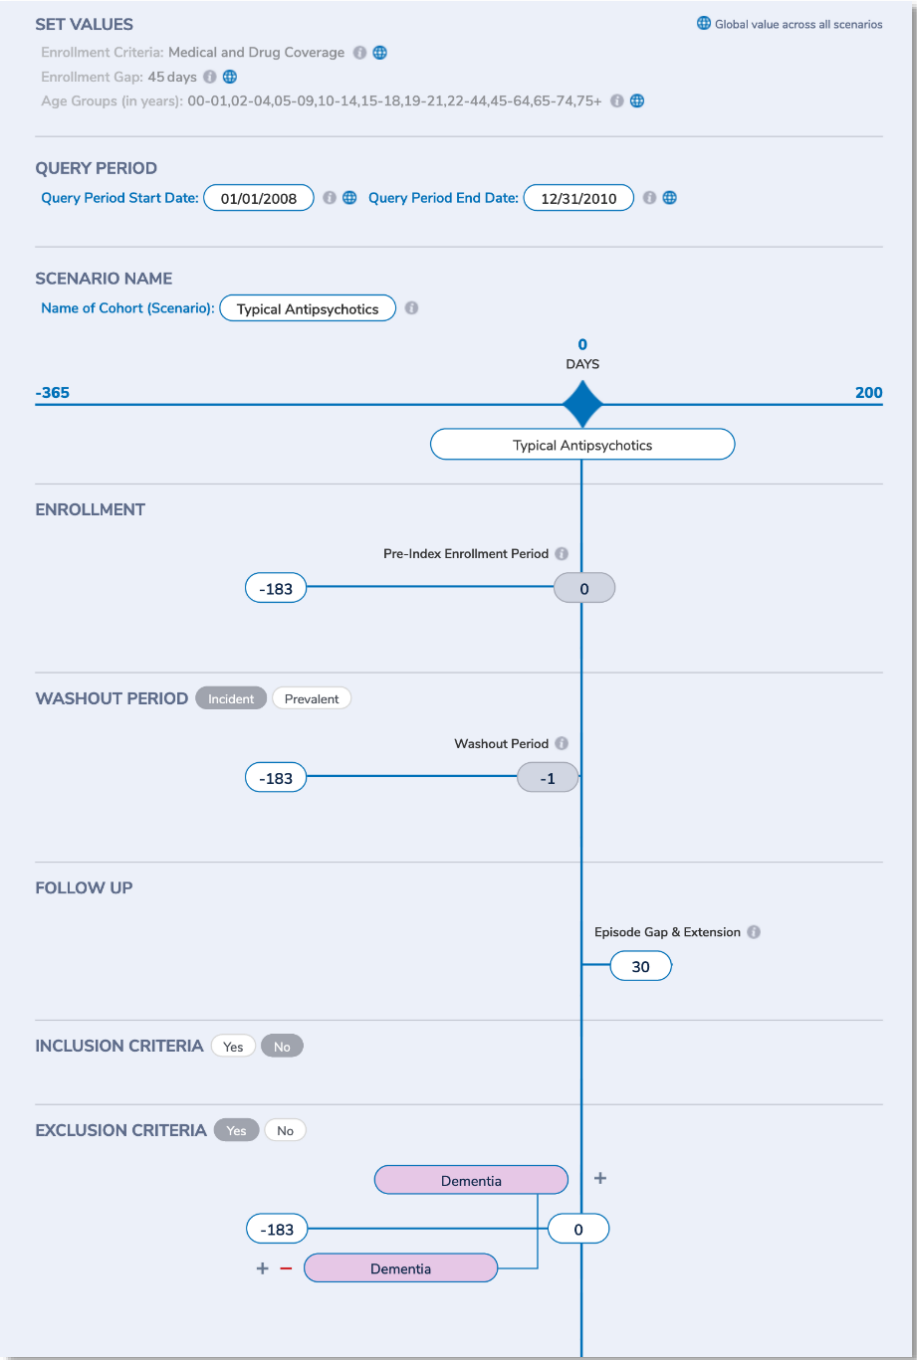 SET VALUES
Global value across all scenarios
Enrollment Criteria: Medical and Drug Coverage
Enrollment Gap: 45 days
Age Groups (in years): 00-01,02-04,05-09,10-14,15-18,19-21,22-44,45-64,65-74,75+
QUERY PERIOD
Query Period Start Date: 01/01/2008 Query Period End Date: 12/31/2010
SCENARIO NAME
Name of Cohort (Scenario): Typical Antipsychotics
0
DAYS
-365 200
Typical Antipsychotics
ENROLLMENT
Pre-Index Enrollment Period
-183 0
WASHOUT PERIOD Incident Prevalent
Washout Period
-183 -1
FOLLOW UP
Episode Gap & Extension
30
INCLUSION CRITERIA Yes No
EXCLUSION CRITERIA Yes No
Dementia +
-183 0
+ − Dementia